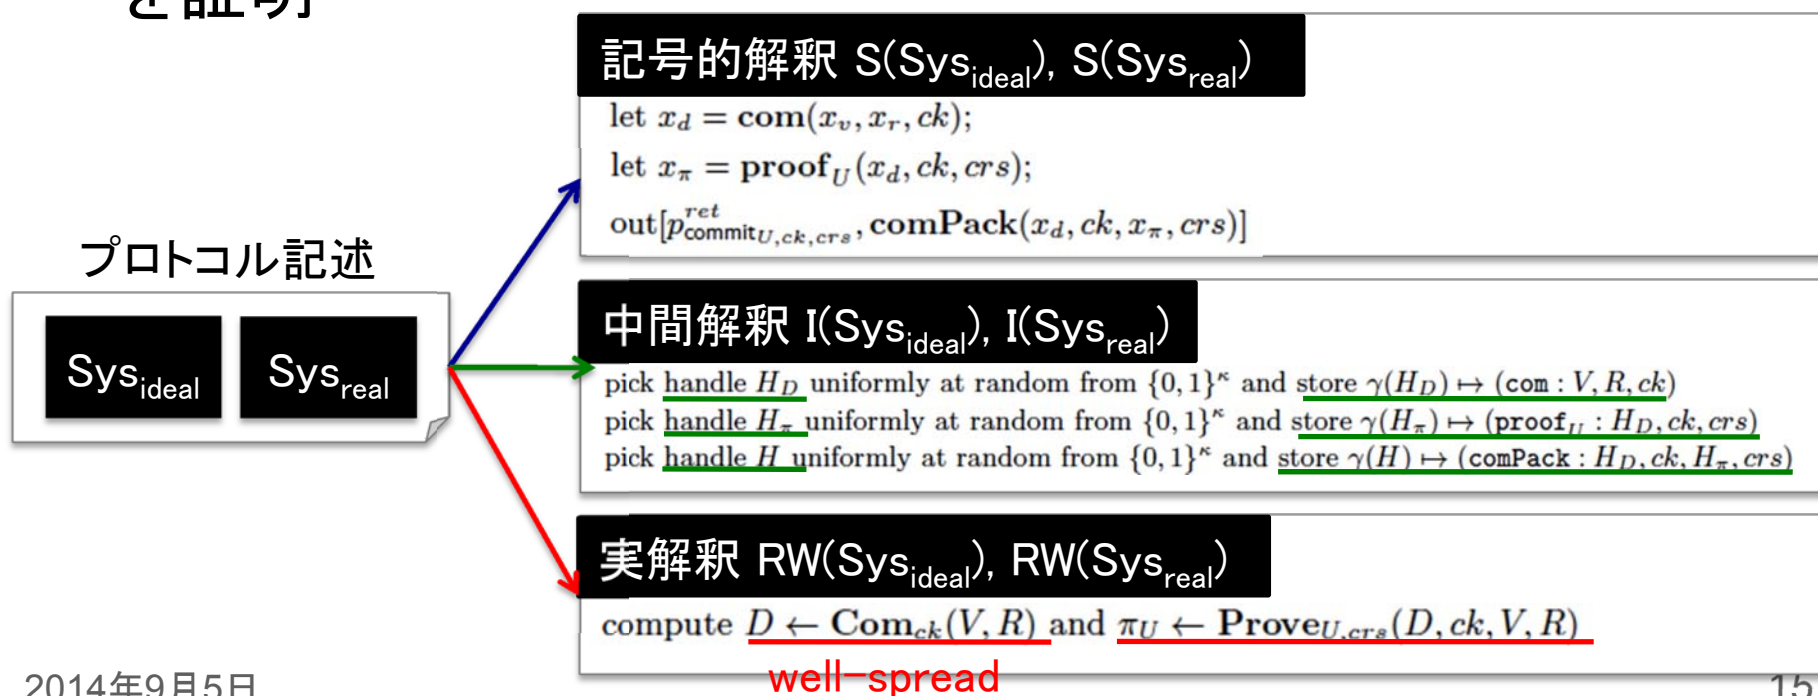 を証明
記号的解釈 S(Sys_ideal), S(Sys_real)
let x_d = com(x_v, x_r, ck);
let x_π = proof_U(x_d, ck, crs);
out[p^ret_commit_U,ck,crs, comPack(x_d, ck, x_π, crs)]
プロトコル記述
Sys_ideal Sys_real
中間解釈 I(Sys_ideal), I(Sys_real)
pick handle H_D uniformly at random from {0, 1}^κ and store γ(H_D) ↦ (com : V, R, ck)
pick handle H_π uniformly at random from {0, 1}^κ and store γ(H_π) ↦ (proof_U : H_D, ck, crs)
pick handle H uniformly at random from {0, 1}^κ and store γ(H) ↦ (comPack : H_D, ck, H_π, crs)
実解釈 RW(Sys_ideal), RW(Sys_real)
compute D ← Com_ck(V, R) and π_U ← Prove_U,crs(D, ck, V, R)
well-spread
2014年9月5日
15